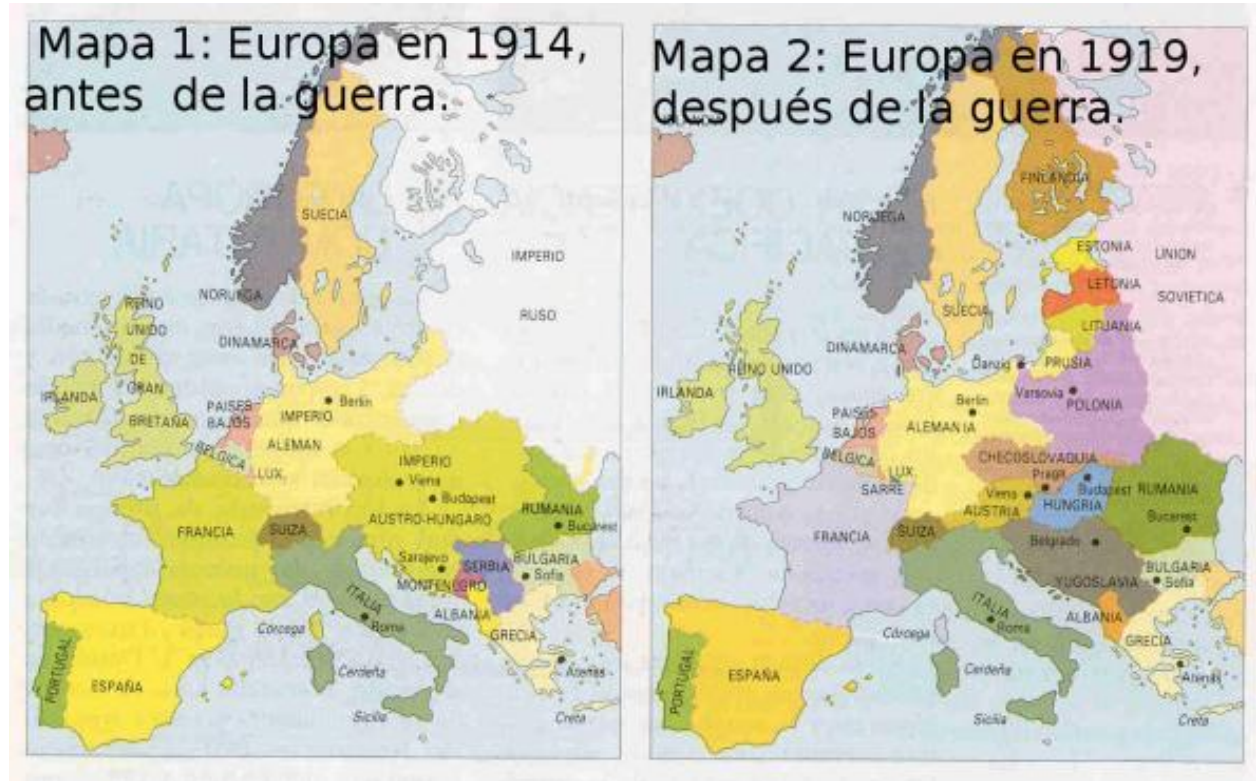 Mapa 1: Europa en 1914,
antes de la guerra.
SUECIA
IMPERIO
RUSO
NORUEGA
REINO
UNIDO
DE
GRAN
BRETAÑA
IRLANDA
DINAMARCA
PAISES
BAJOS
BELGICA
LUX.
IMPERIO
ALEMAN
Berlin
IMPERIO
Viena
Budapest
AUSTRO-HUNGARO
RUMANIA
Bucarest
FRANCIA
SUIZA
Sarajevo
SERBIA
BULGARIA
Sofia
MONTENEGRO
ITALIA
Roma
ALBANIA
GRECIA
Córcega
Cerdeña
Atenas
PORTUGAL
ESPAÑA
Sicilia
Creta
Mapa 2: Europa en 1919,
después de la guerra.
FINLANDIA
NORUEGA
ESTONIA
UNION
LETONIA
SOVIETICA
SUECIA
LITUANIA
DINAMARCA
Danzig
PRUSIA
REINO UNIDO
IRLANDA
Varsovia
POLONIA
Berlin
PAISES
BAJOS
ALEMANIA
BELGICA
CHECOSLOVAQUIA
LUX.
Praga
SARRE
Viena
Budapest
RUMANIA
AUSTRIA
HUNGRIA
Bucarest
FRANCIA
SUIZA
Belgrado
BULGARIA
YUGOSLAVIA
Sofia
ITALIA
Roma
ALBANIA
GRECIA
Córcega
Cerdeña
Atenas
PORTUGAL
ESPAÑA
Sicilia
Creta